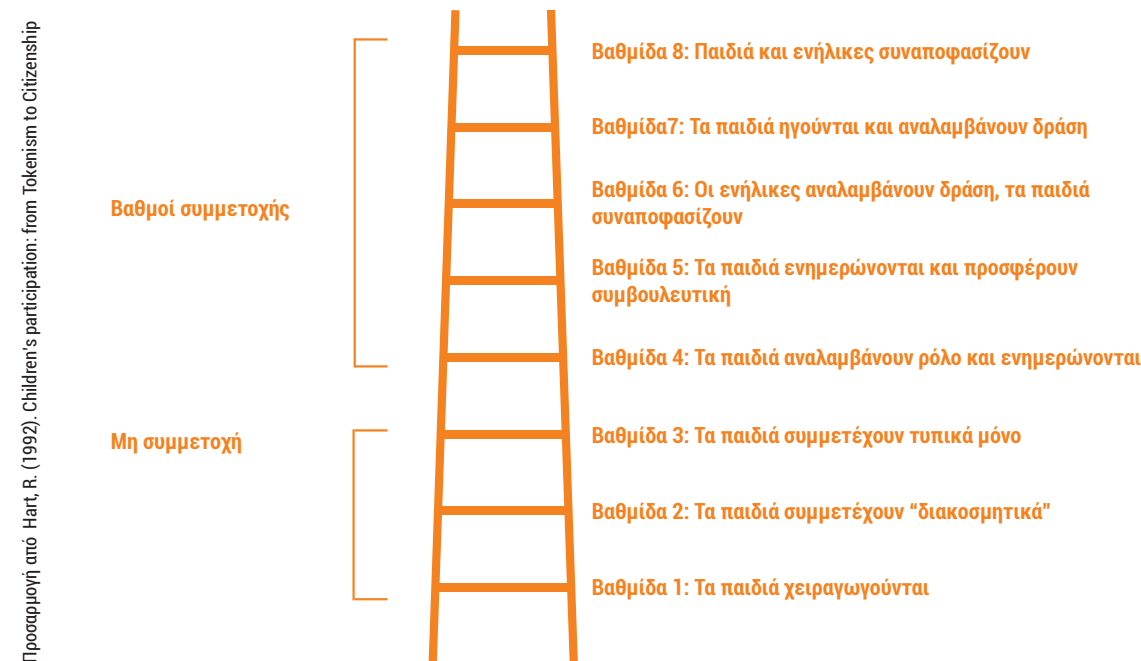 Προσαρμογή από Hart, R. (1992). Children's participation: from Tokenism to Citizenship
Βαθμοί συμμετοχής
Μη συμμετοχή
Βαθμίδα 8: Παιδιά και ενήλικες συναποφασίζουν
Βαθμίδα7: Τα παιδιά ηγούνται και αναλαμβάνουν δράση
Βαθμίδα 6: Οι ενήλικες αναλαμβάνουν δράση, τα παιδιά
συναποφασίζουν
Βαθμίδα 5: Τα παιδιά ενημερώνονται και προσφέρουν
συμβουλευτική
Βαθμίδα 4: Τα παιδιά αναλαμβάνουν ρόλο και ενημερώνονται
Βαθμίδα 3: Τα παιδιά συμμετέχουν τυπικά μόνο
Βαθμίδα 2: Τα παιδιά συμμετέχουν “διακοσμητικά”
Βαθμίδα 1: Τα παιδιά χειραγωγούνται